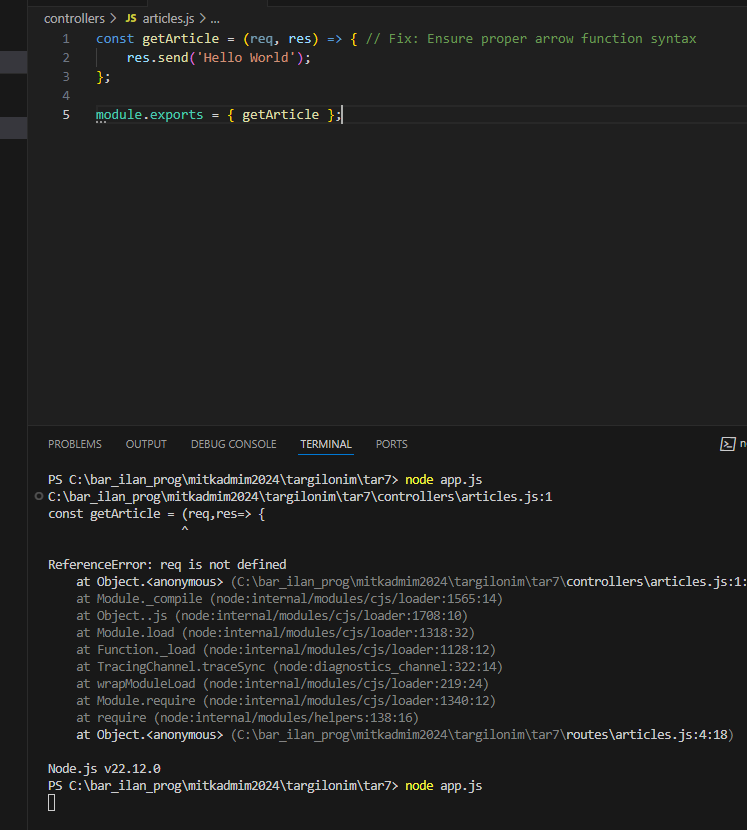 controllers > JS articles.js > ...
1 const getArticle = (req, res) => { // Fix: Ensure proper arrow function syntax
2 res.send('Hello World');
3 };
4
5 module.exports = { getArticle };
PROBLEMS OUTPUT DEBUG CONSOLE TERMINAL PORTS
PS C:\bar_ilan_prog\mitkadmim2024\targilonim\tar7> node app.js
C:\bar_ilan_prog\mitkadmim2024\targilonim\tar7\controllers\articles.js:1
const getArticle = (req,res=> {
^
ReferenceError: req is not defined
at Object.<anonymous> (C:\bar_ilan_prog\mitkadmim2024\targilonim\tar7\controllers\articles.js:1:
at Module._compile (node:internal/modules/cjs/loader:1565:14)
at Object..js (node:internal/modules/cjs/loader:1708:10)
at Module.load (node:internal/modules/cjs/loader:1318:32)
at Function._load (node:internal/modules/cjs/loader:1128:12)
at TracingChannel.traceSync (node:diagnostics_channel:322:14)
at wrapModuleLoad (node:internal/modules/cjs/loader:219:24)
at Module.require (node:internal/modules/cjs/loader:1340:12)
at require (node:internal/modules/helpers:138:16)
at Object.<anonymous> (C:\bar_ilan_prog\mitkadmim2024\targilonim\tar7\routes\articles.js:4:18)
Node.js v22.12.0
PS C:\bar_ilan_prog\mitkadmim2024\targilonim\tar7> node app.js